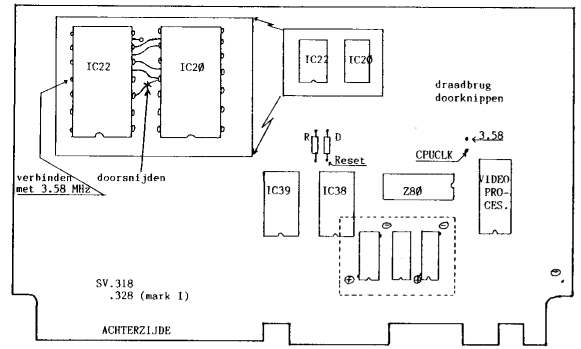 IC22
IC2Ø
IC22
IC2Ø
draadbrug
doorknippen
3.58
CPUCLK
R
D
Reset
verbinden
met 3.58 MHz
doorsnijden
IC39
IC38
Z8Ø
VIDEO
PRO-
CES.
SV.318
.328 (mark I)
ACHTERZIJDE